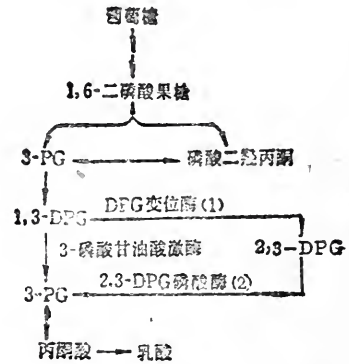 葡萄糖
1,6-二磷酸果糖
3-PG 磷酸二羟丙酮
1,3-DPG DPG变位酶(1)
3-磷酸甘油酸激酶 2,3-DPG
3-PG 2.3-DPG磷酸酶(2)
丙酮酸 乳酸